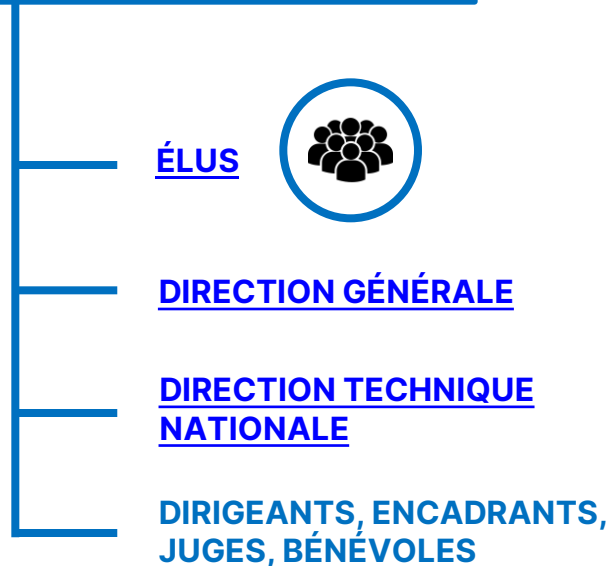 ÉLUS
DIRECTION GÉNÉRALE
DIRECTION TECHNIQUE
NATIONALE
DIRIGEANTS, ENCADRANTS,
JUGES, BÉNÉVOLES